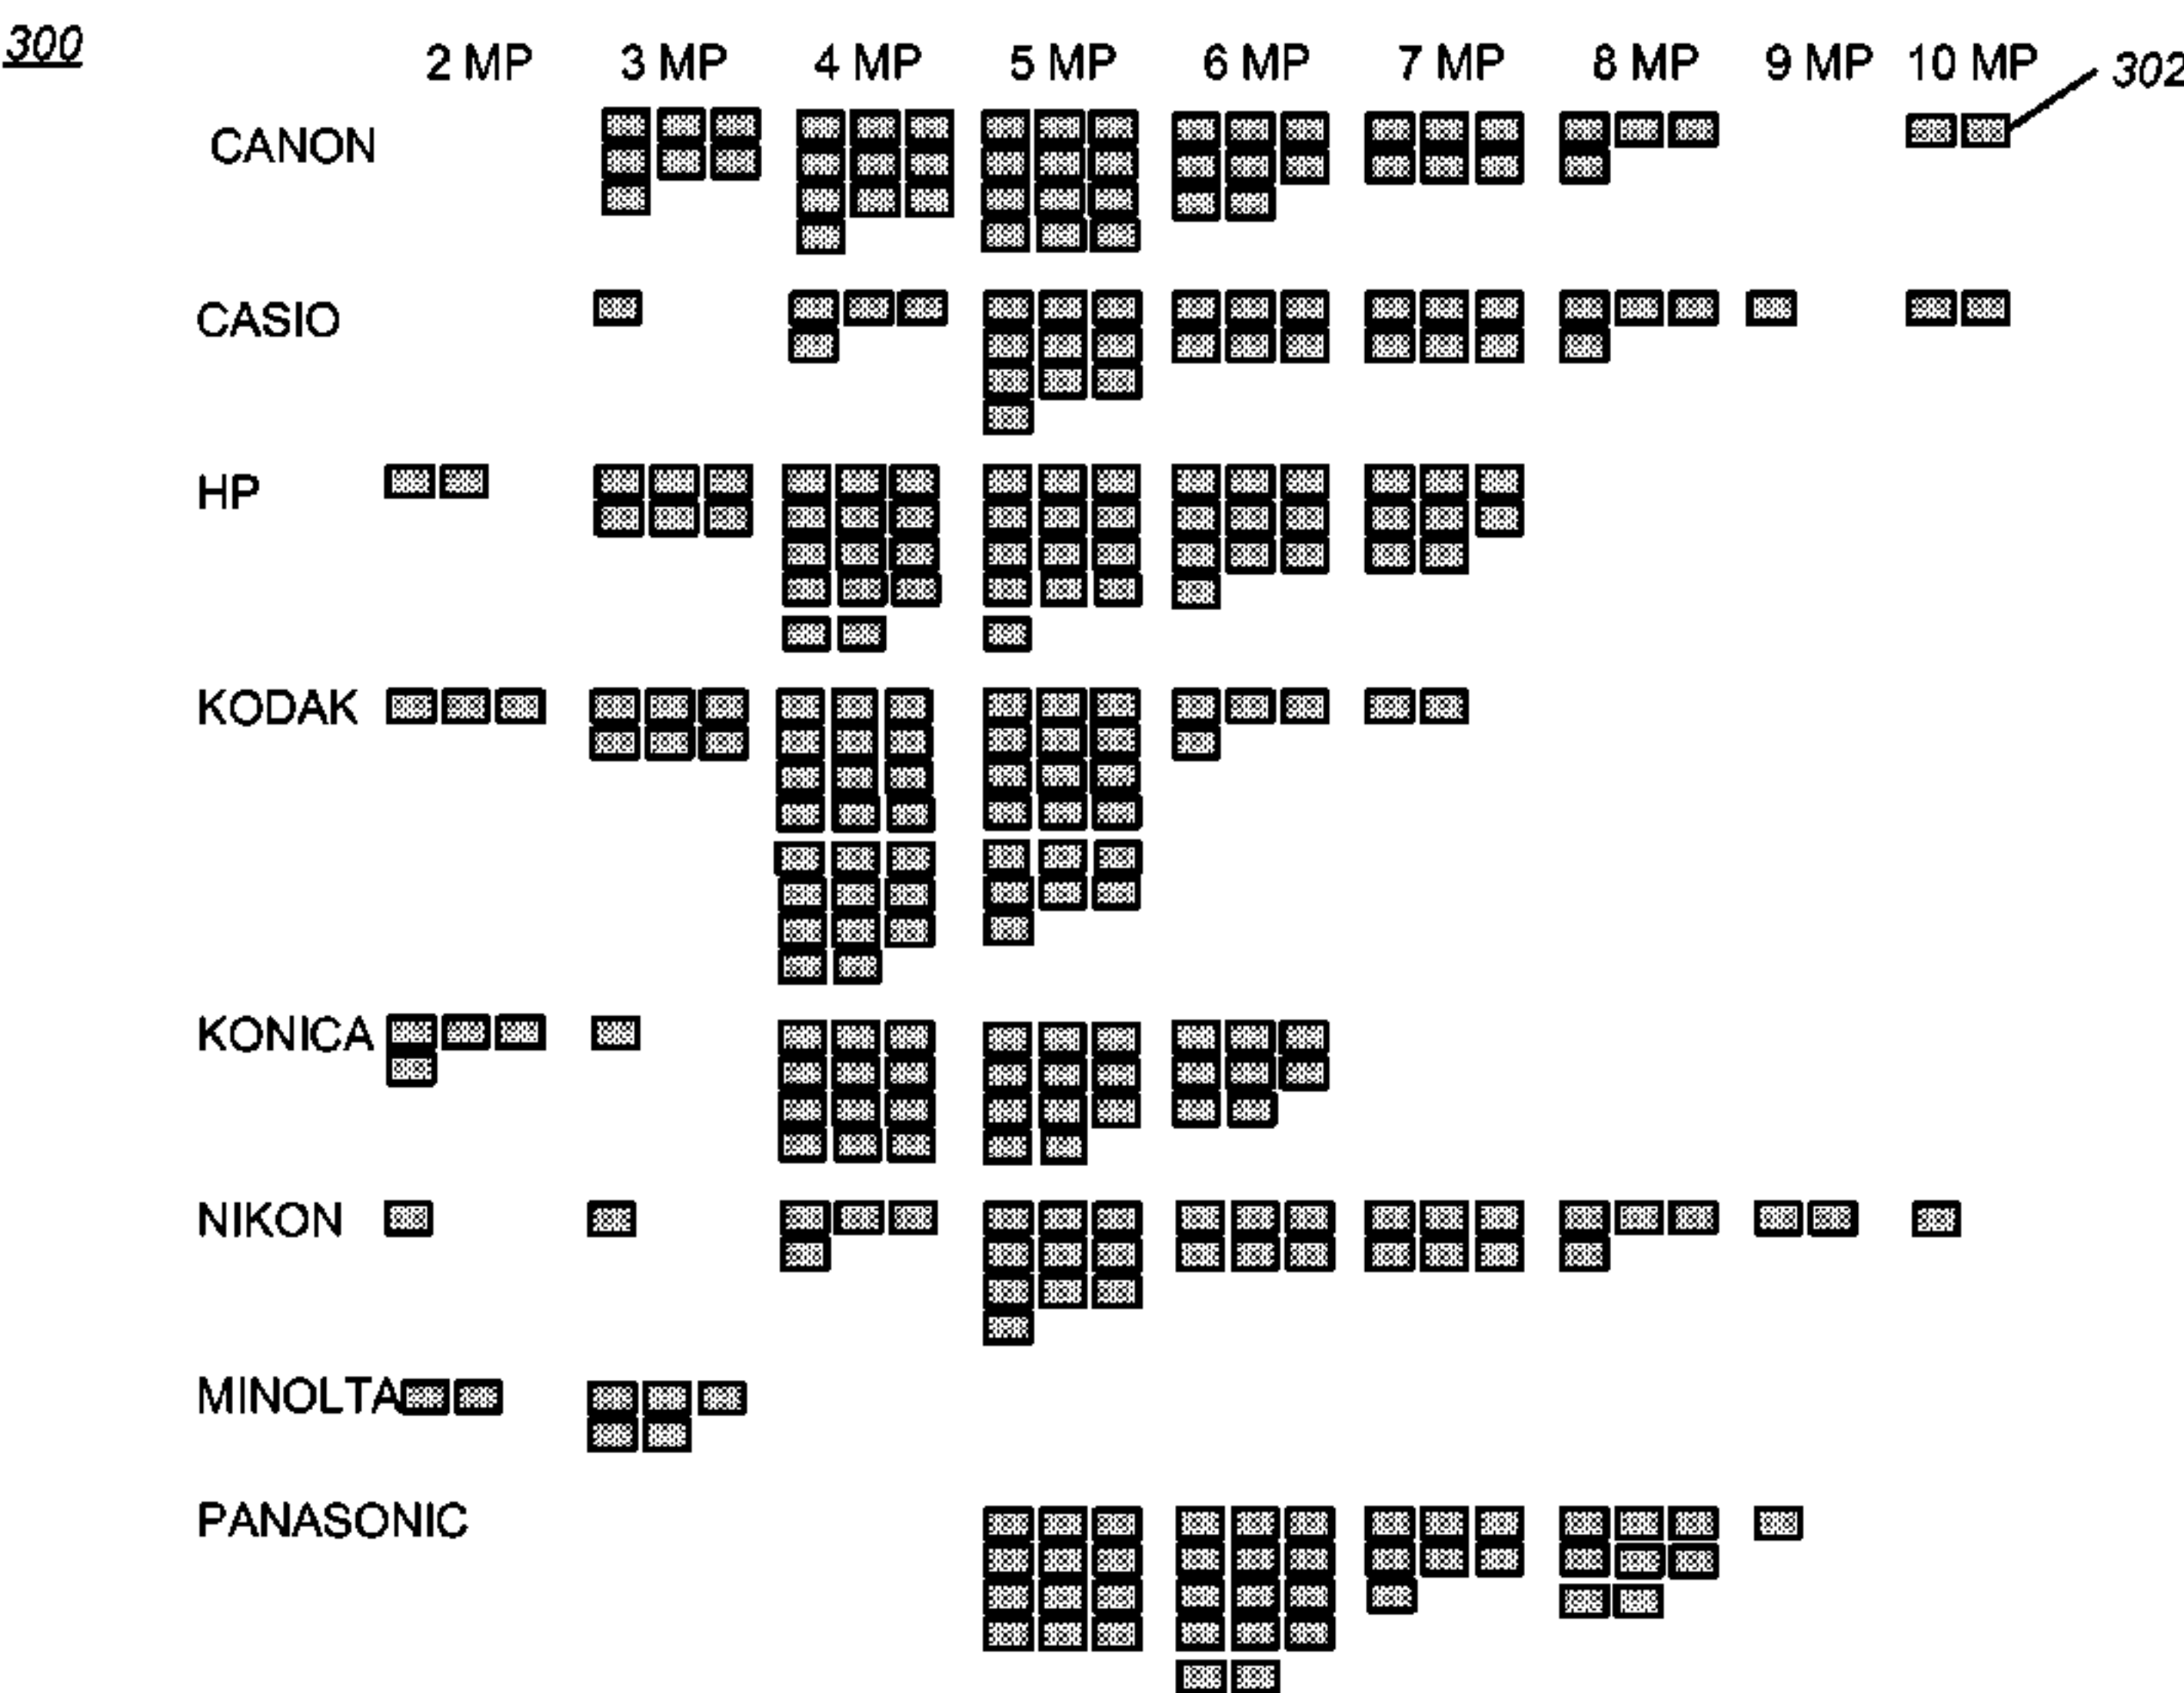 300
2 MP 3 MP 4 MP 5 MP 6 MP 7 MP 8 MP 9 MP 10 MP 302
CANON
CASIO
HP
KODAK
KONICA
NIKON
MINOLTA
PANASONIC